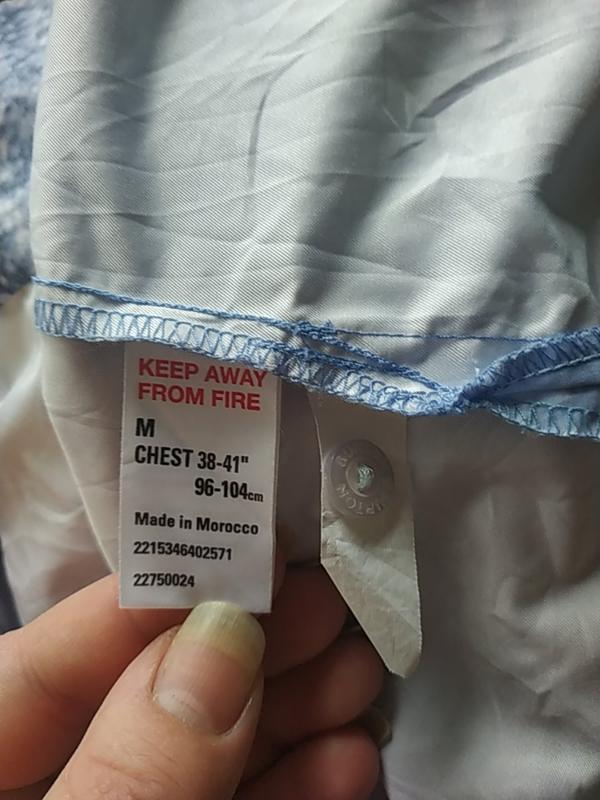 KEEP AWAY
FROM FIRE
M
CHEST 38-41"
96-104cm
Made in Morocco
2215346402571
22750024